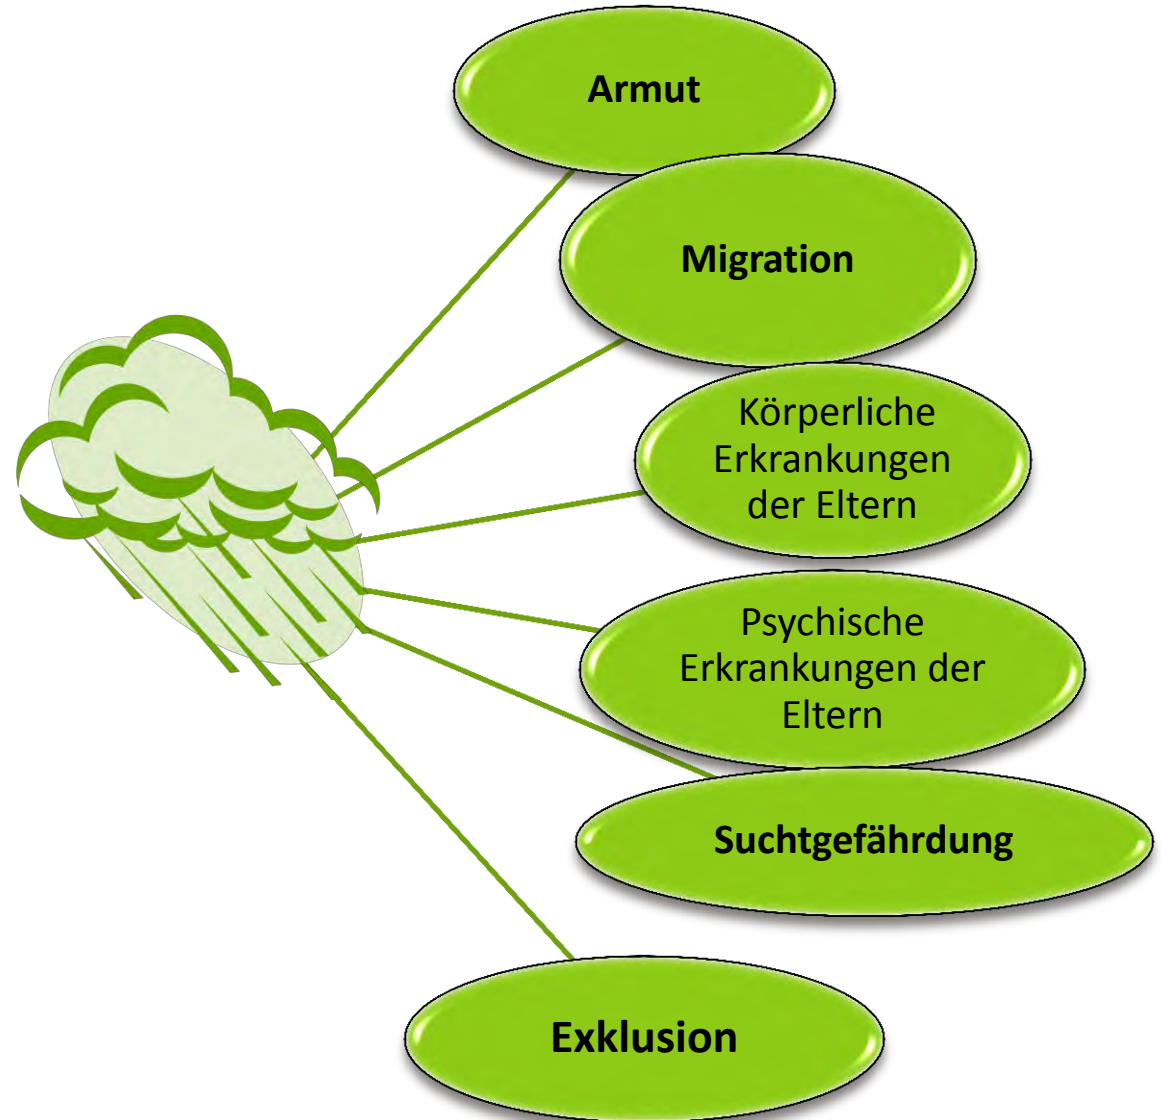 Armut
Migration
Körperliche
Erkrankungen
der Eltern
Psychische
Erkrankungen der
Eltern
Suchtgefährdung
Exklusion